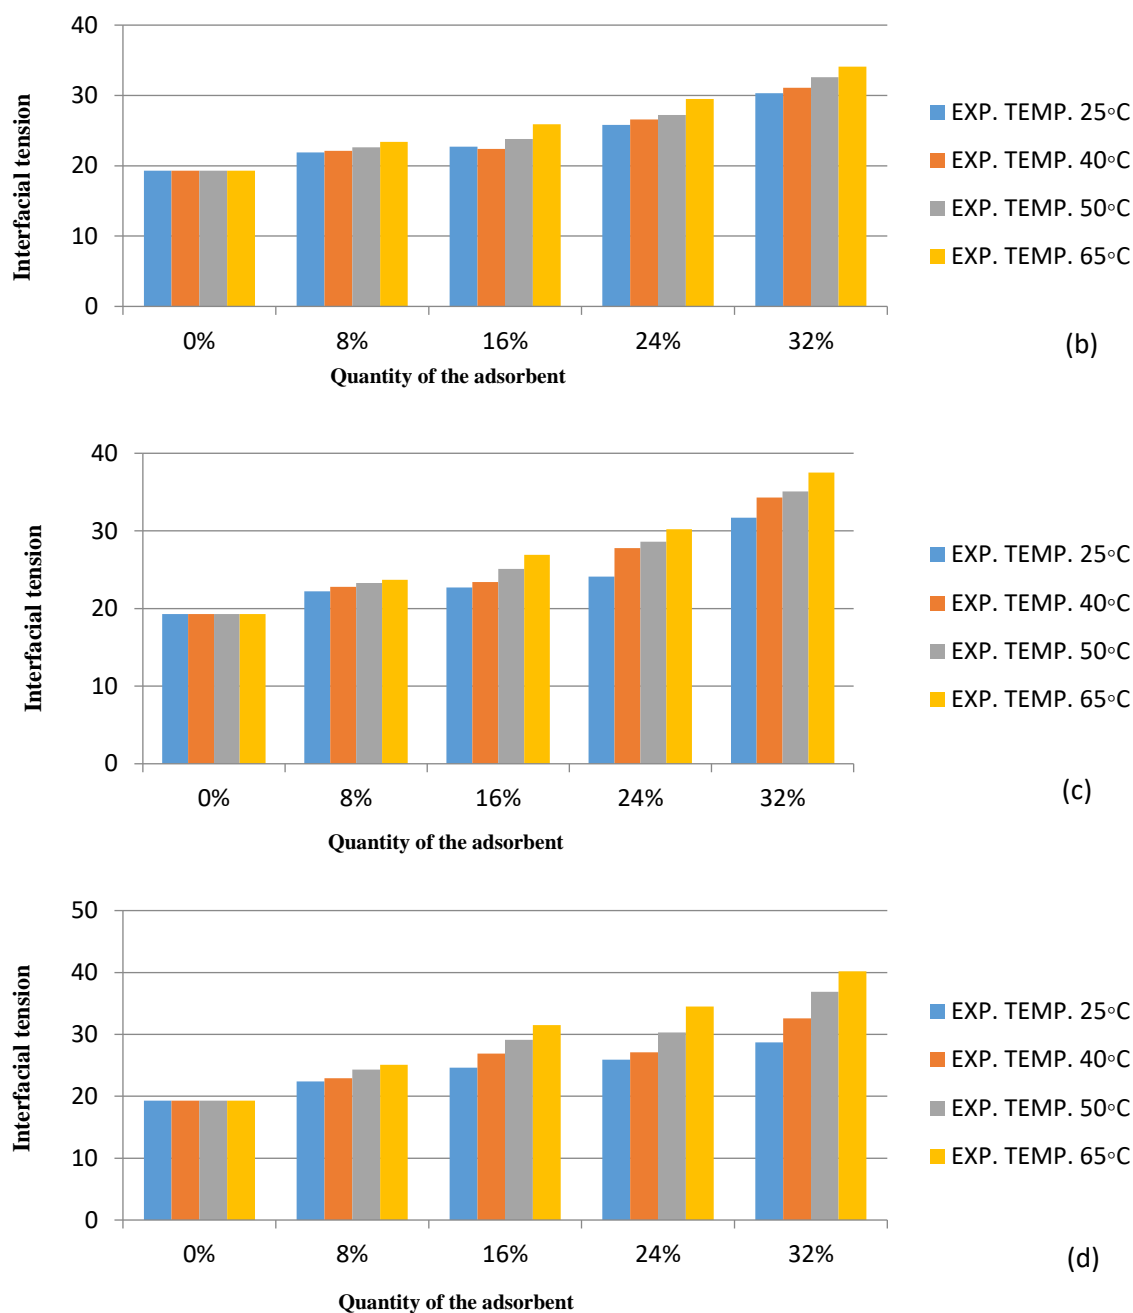 40
30
20
10
0
Interfacial tension
0% 8% 16% 24% 32%
Quantity of the adsorbent
EXP. TEMP. 25◦C
EXP. TEMP. 40◦C
EXP. TEMP. 50◦C
EXP. TEMP. 65◦C
(b)
40
30
20
10
0
Interfacial tension
0% 8% 16% 24% 32%
Quantity of the adsorbent
EXP. TEMP. 25◦C
EXP. TEMP. 40◦C
EXP. TEMP. 50◦C
EXP. TEMP. 65◦C
(c)
50
40
30
20
10
0
Interfacial tension
0% 8% 16% 24% 32%
Quantity of the adsorbent
EXP. TEMP. 25◦C
EXP. TEMP. 40◦C
EXP. TEMP. 50◦C
EXP. TEMP. 65◦C
(d)